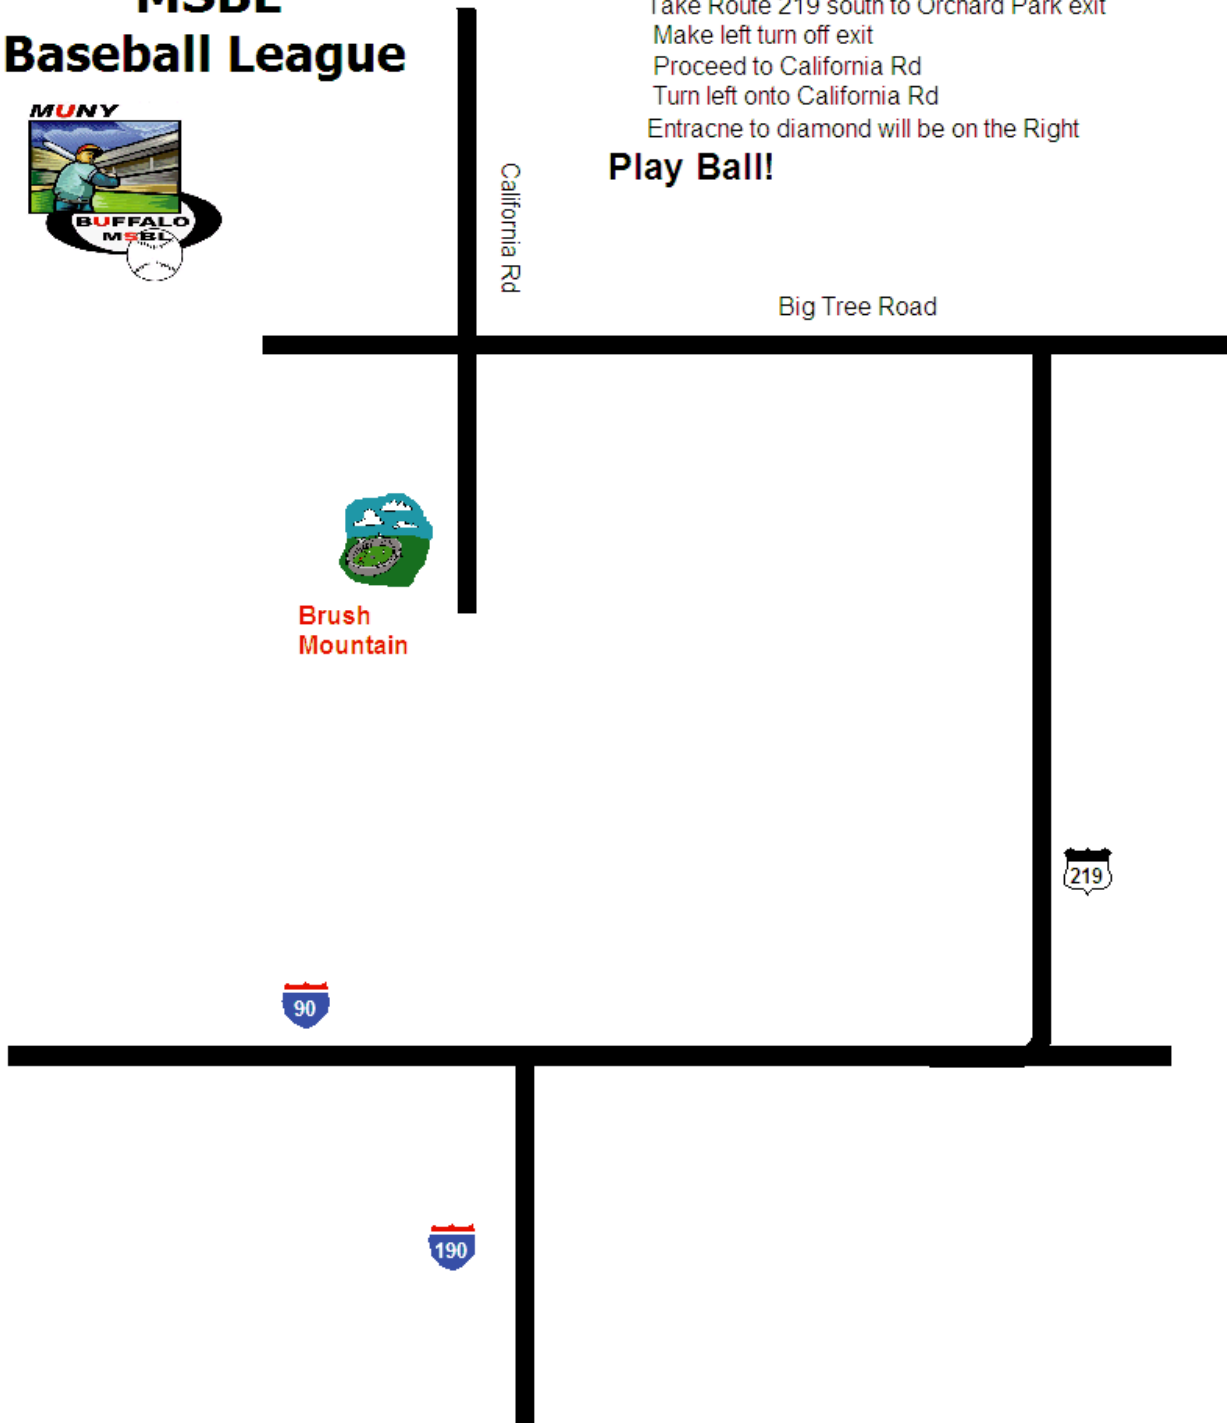 MSBL
Baseball League
Take Route 219 south to Orchard Park exit
Make left turn off exit
Proceed to California Rd
Turn left onto California Rd
Entracne to diamond will be on the Right
Play Ball!
MUNY
BUFFALO
MSBL
California Rd
Big Tree Road
Brush
Mountain
219
90
190